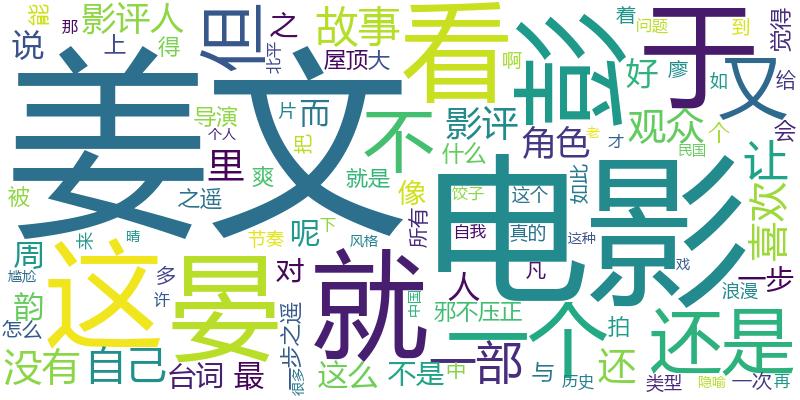 能
影评人
那
上
得
说
但
之
北平
故事
屋顶
大
看
啊
言
于
着
问题
到
觉得
好
廖
如
又
给
会
姜文
导演
个人
片
而
把
不
影评
什么
角色
老
才
观众
个
民国
让
里
爽
就是
像
所有
饺子
这个
如此
喜欢
被
之遥
呢
节奏
下
风格
自我
真的
这种
电影
周
来
晴
尴尬
多
许
韵
怎么
这
晏
对
就
人
凡
戏
浪漫
一步
中国
邪不压正
一个
拍
还是
没有
自己
台词
最
一步之遥
很多
这么
不是
一部
中
与
历史
还
类型
隐喻
一次
再